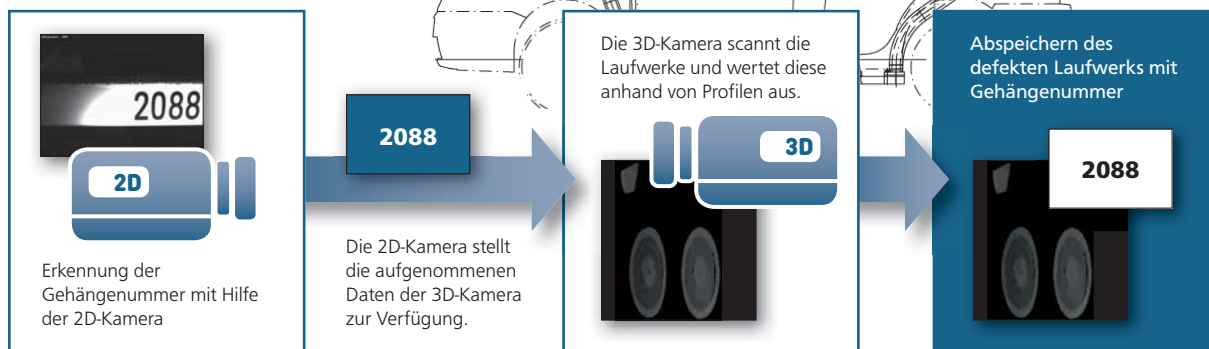 2088
2D
Erkennung der
Gehängenummer mit Hilfe
der 2D-Kamera
2088
Die 2D-Kamera stellt
die aufgenommenen
Daten der 3D-Kamera
zur Verfügung.
Die 3D-Kamera scannt die
Laufwerke und wertet diese
anhand von Profilen aus.
3D
Abspeichern des
defekten Laufwerks mit
Gehängenummer
2088